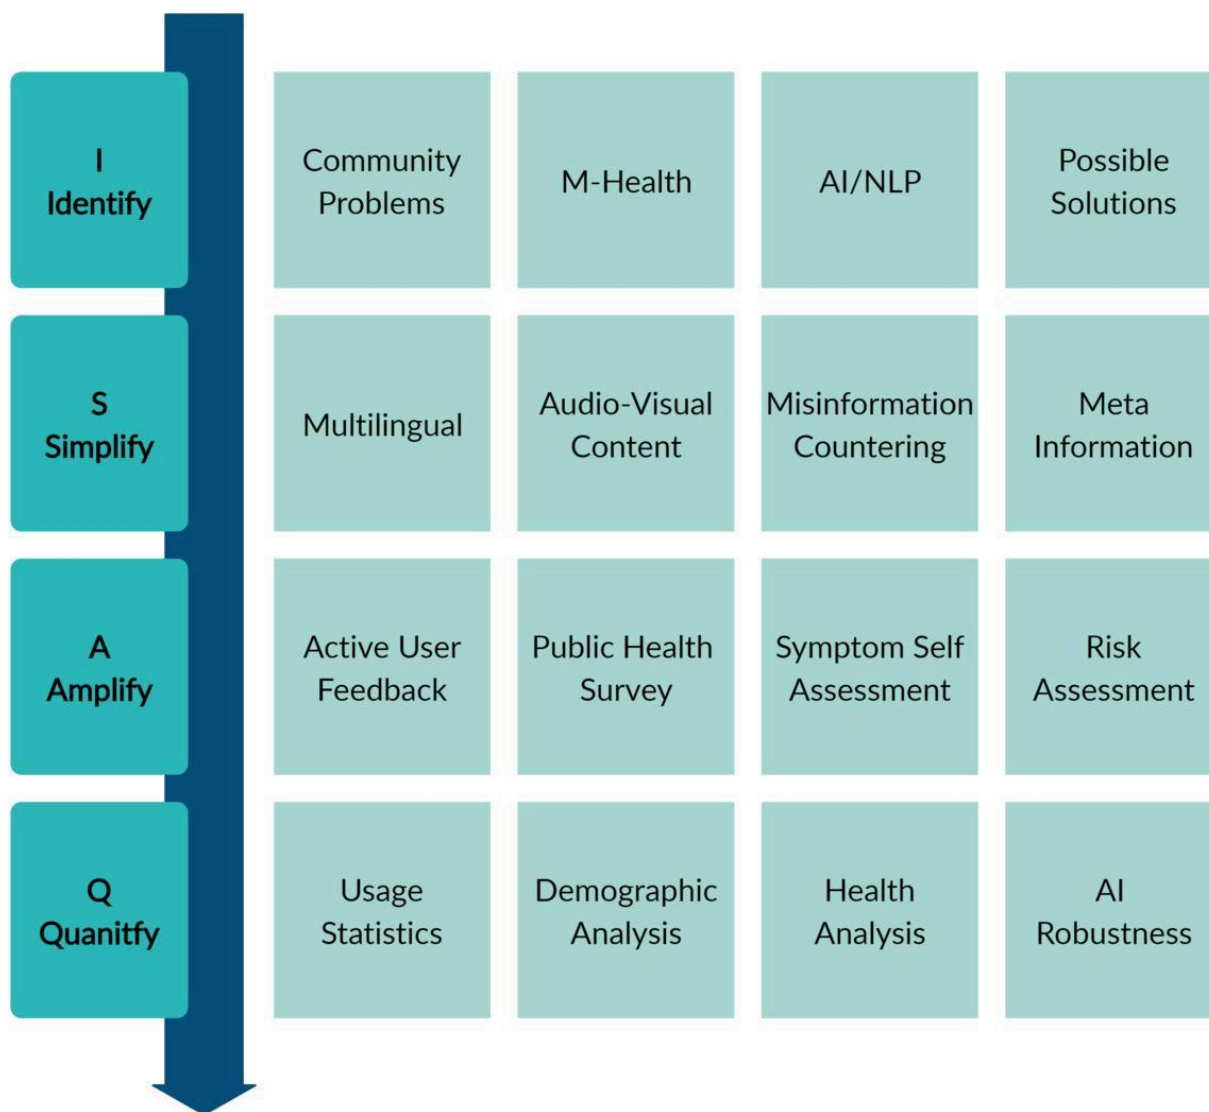 I
Identify
Community
Problems
M-Health
AI/NLP
Possible
Solutions
S
Simplify
Multilingual
Audio-Visual
Content
Misinformation
Countering
Meta
Information
A
Amplify
Active User
Feedback
Public Health
Survey
Symptom Self
Assessment
Risk
Assessment
Q
Quanitfy
Usage
Statistics
Demographic
Analysis
Health
Analysis
AI
Robustness